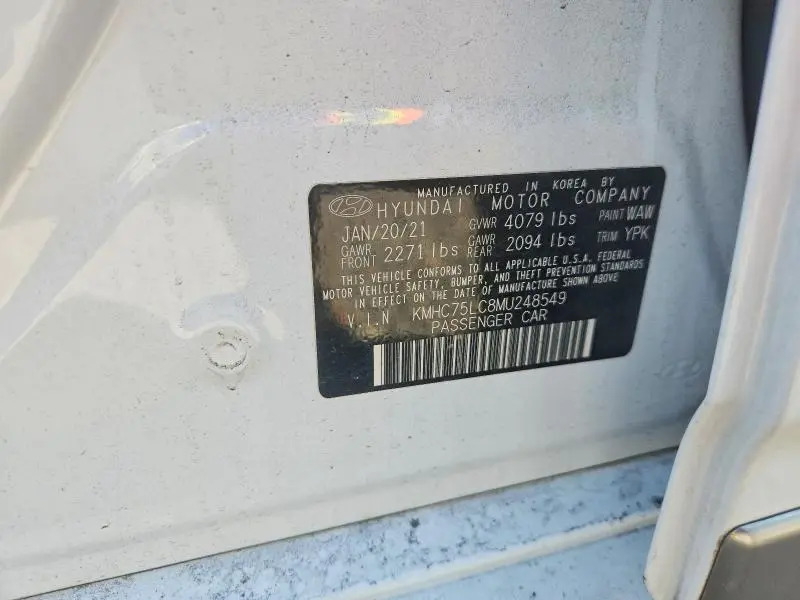 MANUFACTURED IN KOREA BY
HYUNDAI MOTOR COMPANY
JAN/20/21 GVWR 4079 lbs PAINT WAW
GAWR FRONT 2271 lbs GAWR REAR 2094 lbs TRIM YPK
THIS VEHICLE CONFORMS TO ALL APPLICABLE U.S.A. FEDERAL
MOTOR VEHICLE SAFETY, BUMPER, AND THEFT PREVENTION STANDARDS
IN EFFECT ON THE DATE OF MANUFACTURE SHOWN ABOVE
V.I.N KMHC75LC8MU248549
PASSENGER CAR